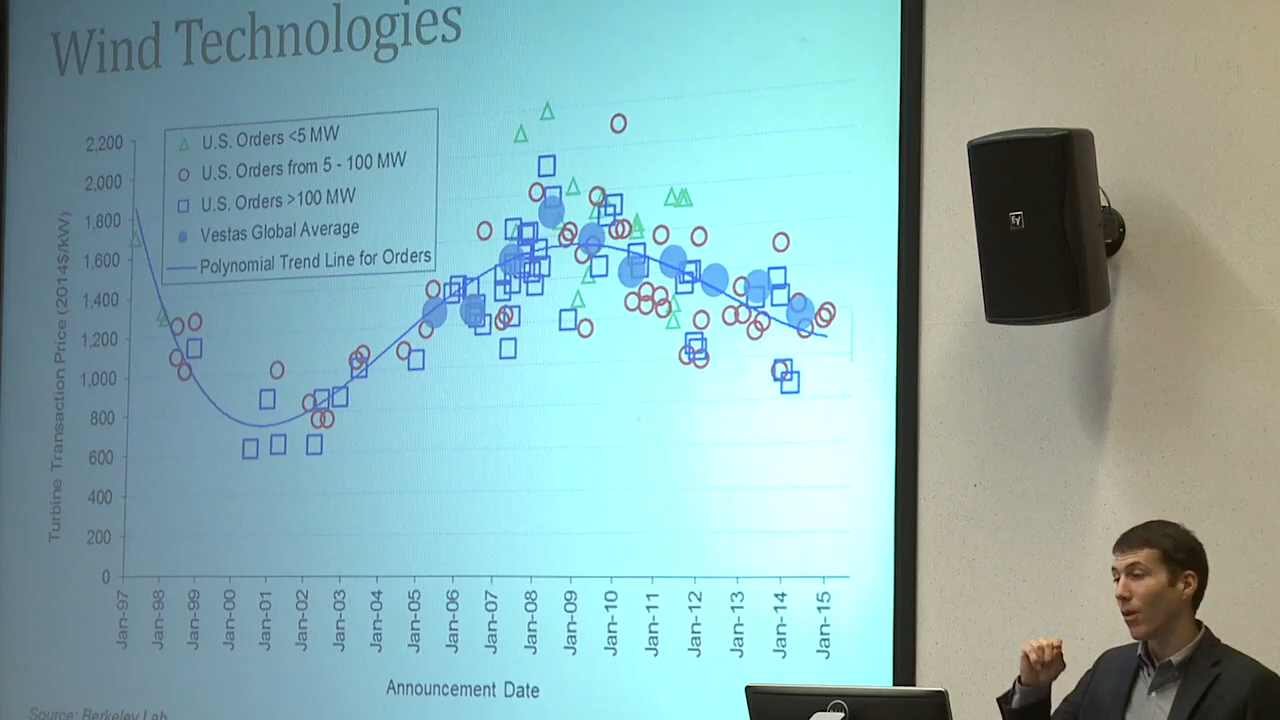 Wind Technologies
U.S. Orders <5 MW
U.S. Orders from 5 - 100 MW
U.S. Orders >100 MW
Vestas Global Average
Polynomial Trend Line for Orders
Turbine Transaction Price (2014$/kW)
2,200
2,000
1,800
1,600
1,400
1,200
1,000
800
600
400
200
0
Jan-97
Jan-98
Jan-99
Jan-00
Jan-01
Jan-02
Jan-03
Jan-04
Jan-05
Jan-06
Jan-07
Jan-08
Jan-09
Jan-10
Jan-11
Jan-12
Jan-13
Jan-14
Jan-15
Announcement Date
Source: Berkeley Lab
EV